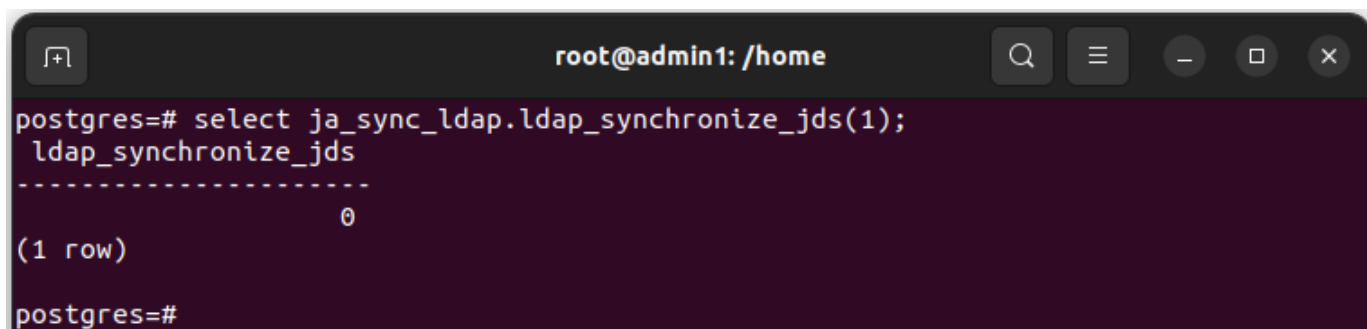 root@admin1: /home
postgres=# select ja_sync_ldap.ldap_synchronize_jds(1);
 ldap_synchronize_jds
----------------------
                    0
(1 row)
postgres=#